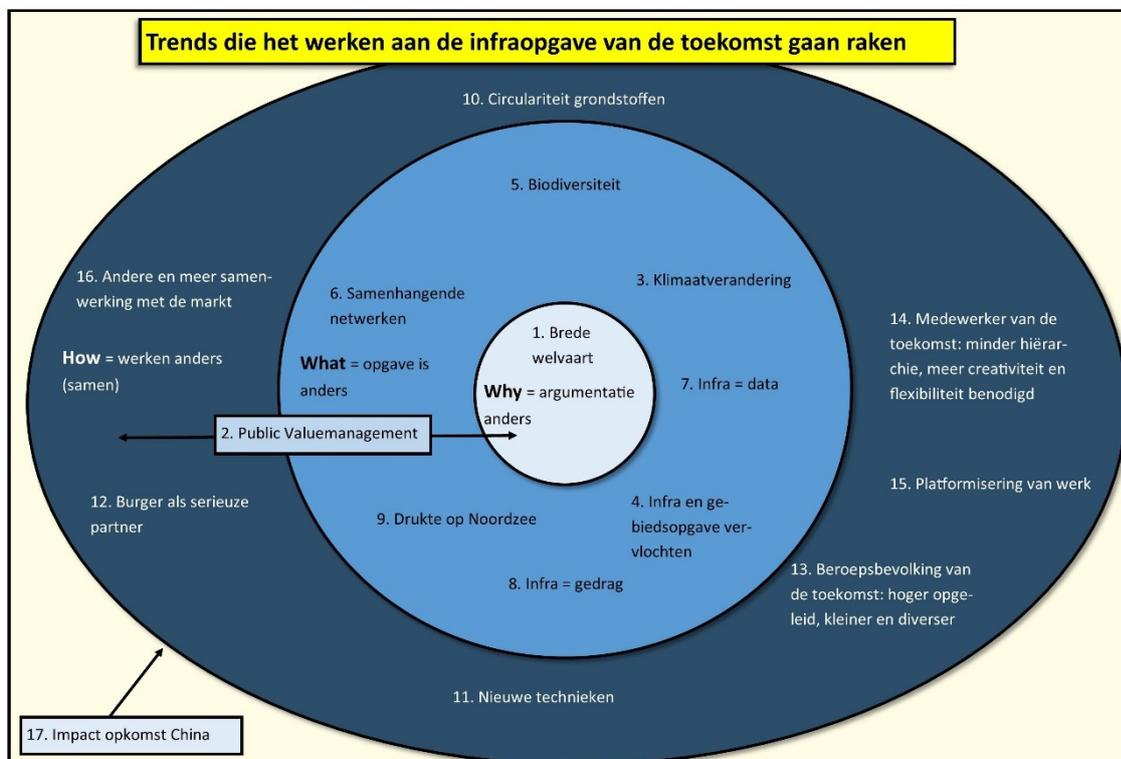 Trends die het werken aan de infraopgave van de toekomst gaan raken
10. Circulariteit grondstoffen
5. Biodiversiteit
16. Andere en meer samen-
werking met de markt
6. Samenhangende
netwerken
3. Klimaatverandering
1. Brede
welvaart
14. Medewerker van de
toekomst: minder hiërar-
chie, meer creativiteit en
flexibiliteit benodigd
How = werken anders
(samen)
What = opgave is
anders
Why = argumentatie
anders
7. Infra = data
2. Public Valuemanagement
12. Burger als serieuze
partner
9. Drukte op Noordzee
4. Infra en ge-
biedsopgave ver-
vlochten
15. Platformisering van werk
8. Infra = gedrag
13. Beroepsbevolking van
de toekomst: hoger opge-
leid, kleiner en diverser
11. Nieuwe technieken
17. Impact opkomst China